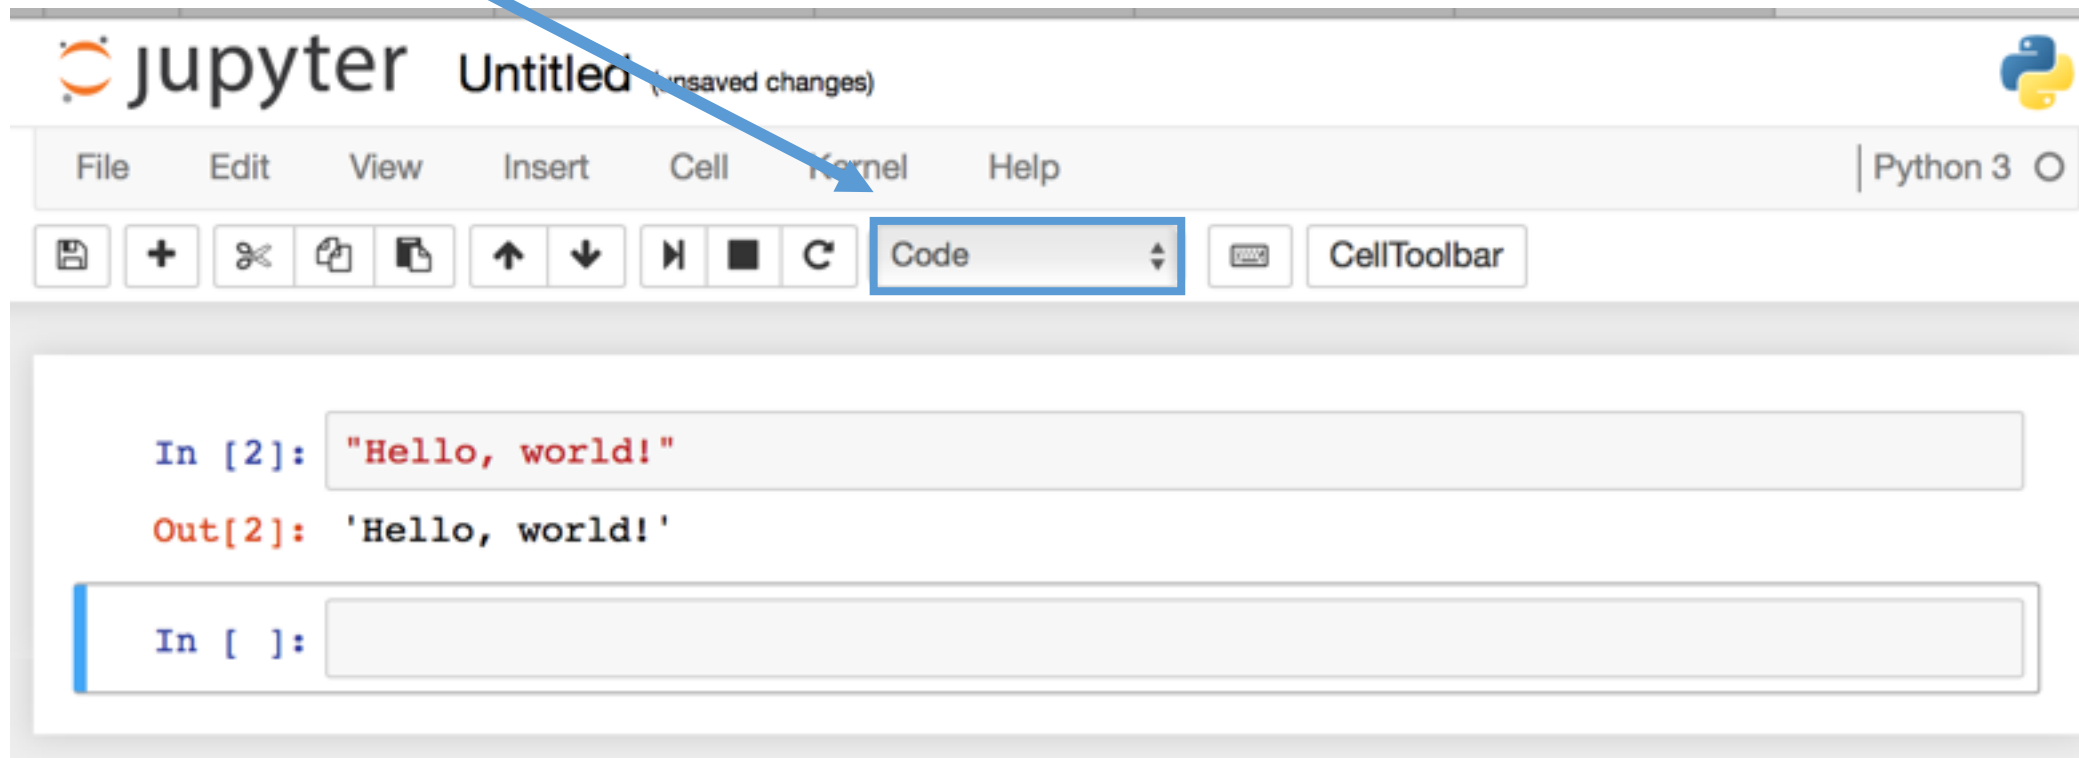 jupyter Untitled (unsaved changes)
File Edit View Insert Cell Kernel Help Python 3
Code CellToolbar
In [2]: "Hello, world!"
Out[2]: 'Hello, world!'
In [ ]: